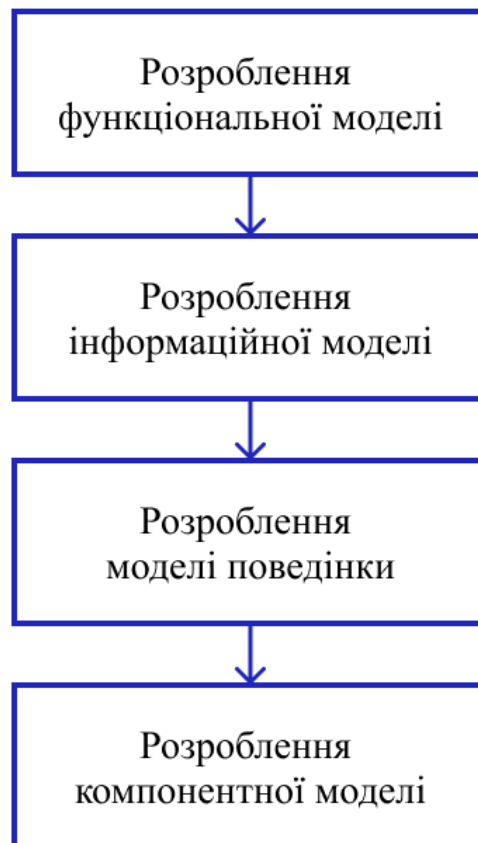 Розроблення
функціональної моделі
Розроблення
інформаційної моделі
Розроблення
моделі поведінки
Розроблення
компонентної моделі